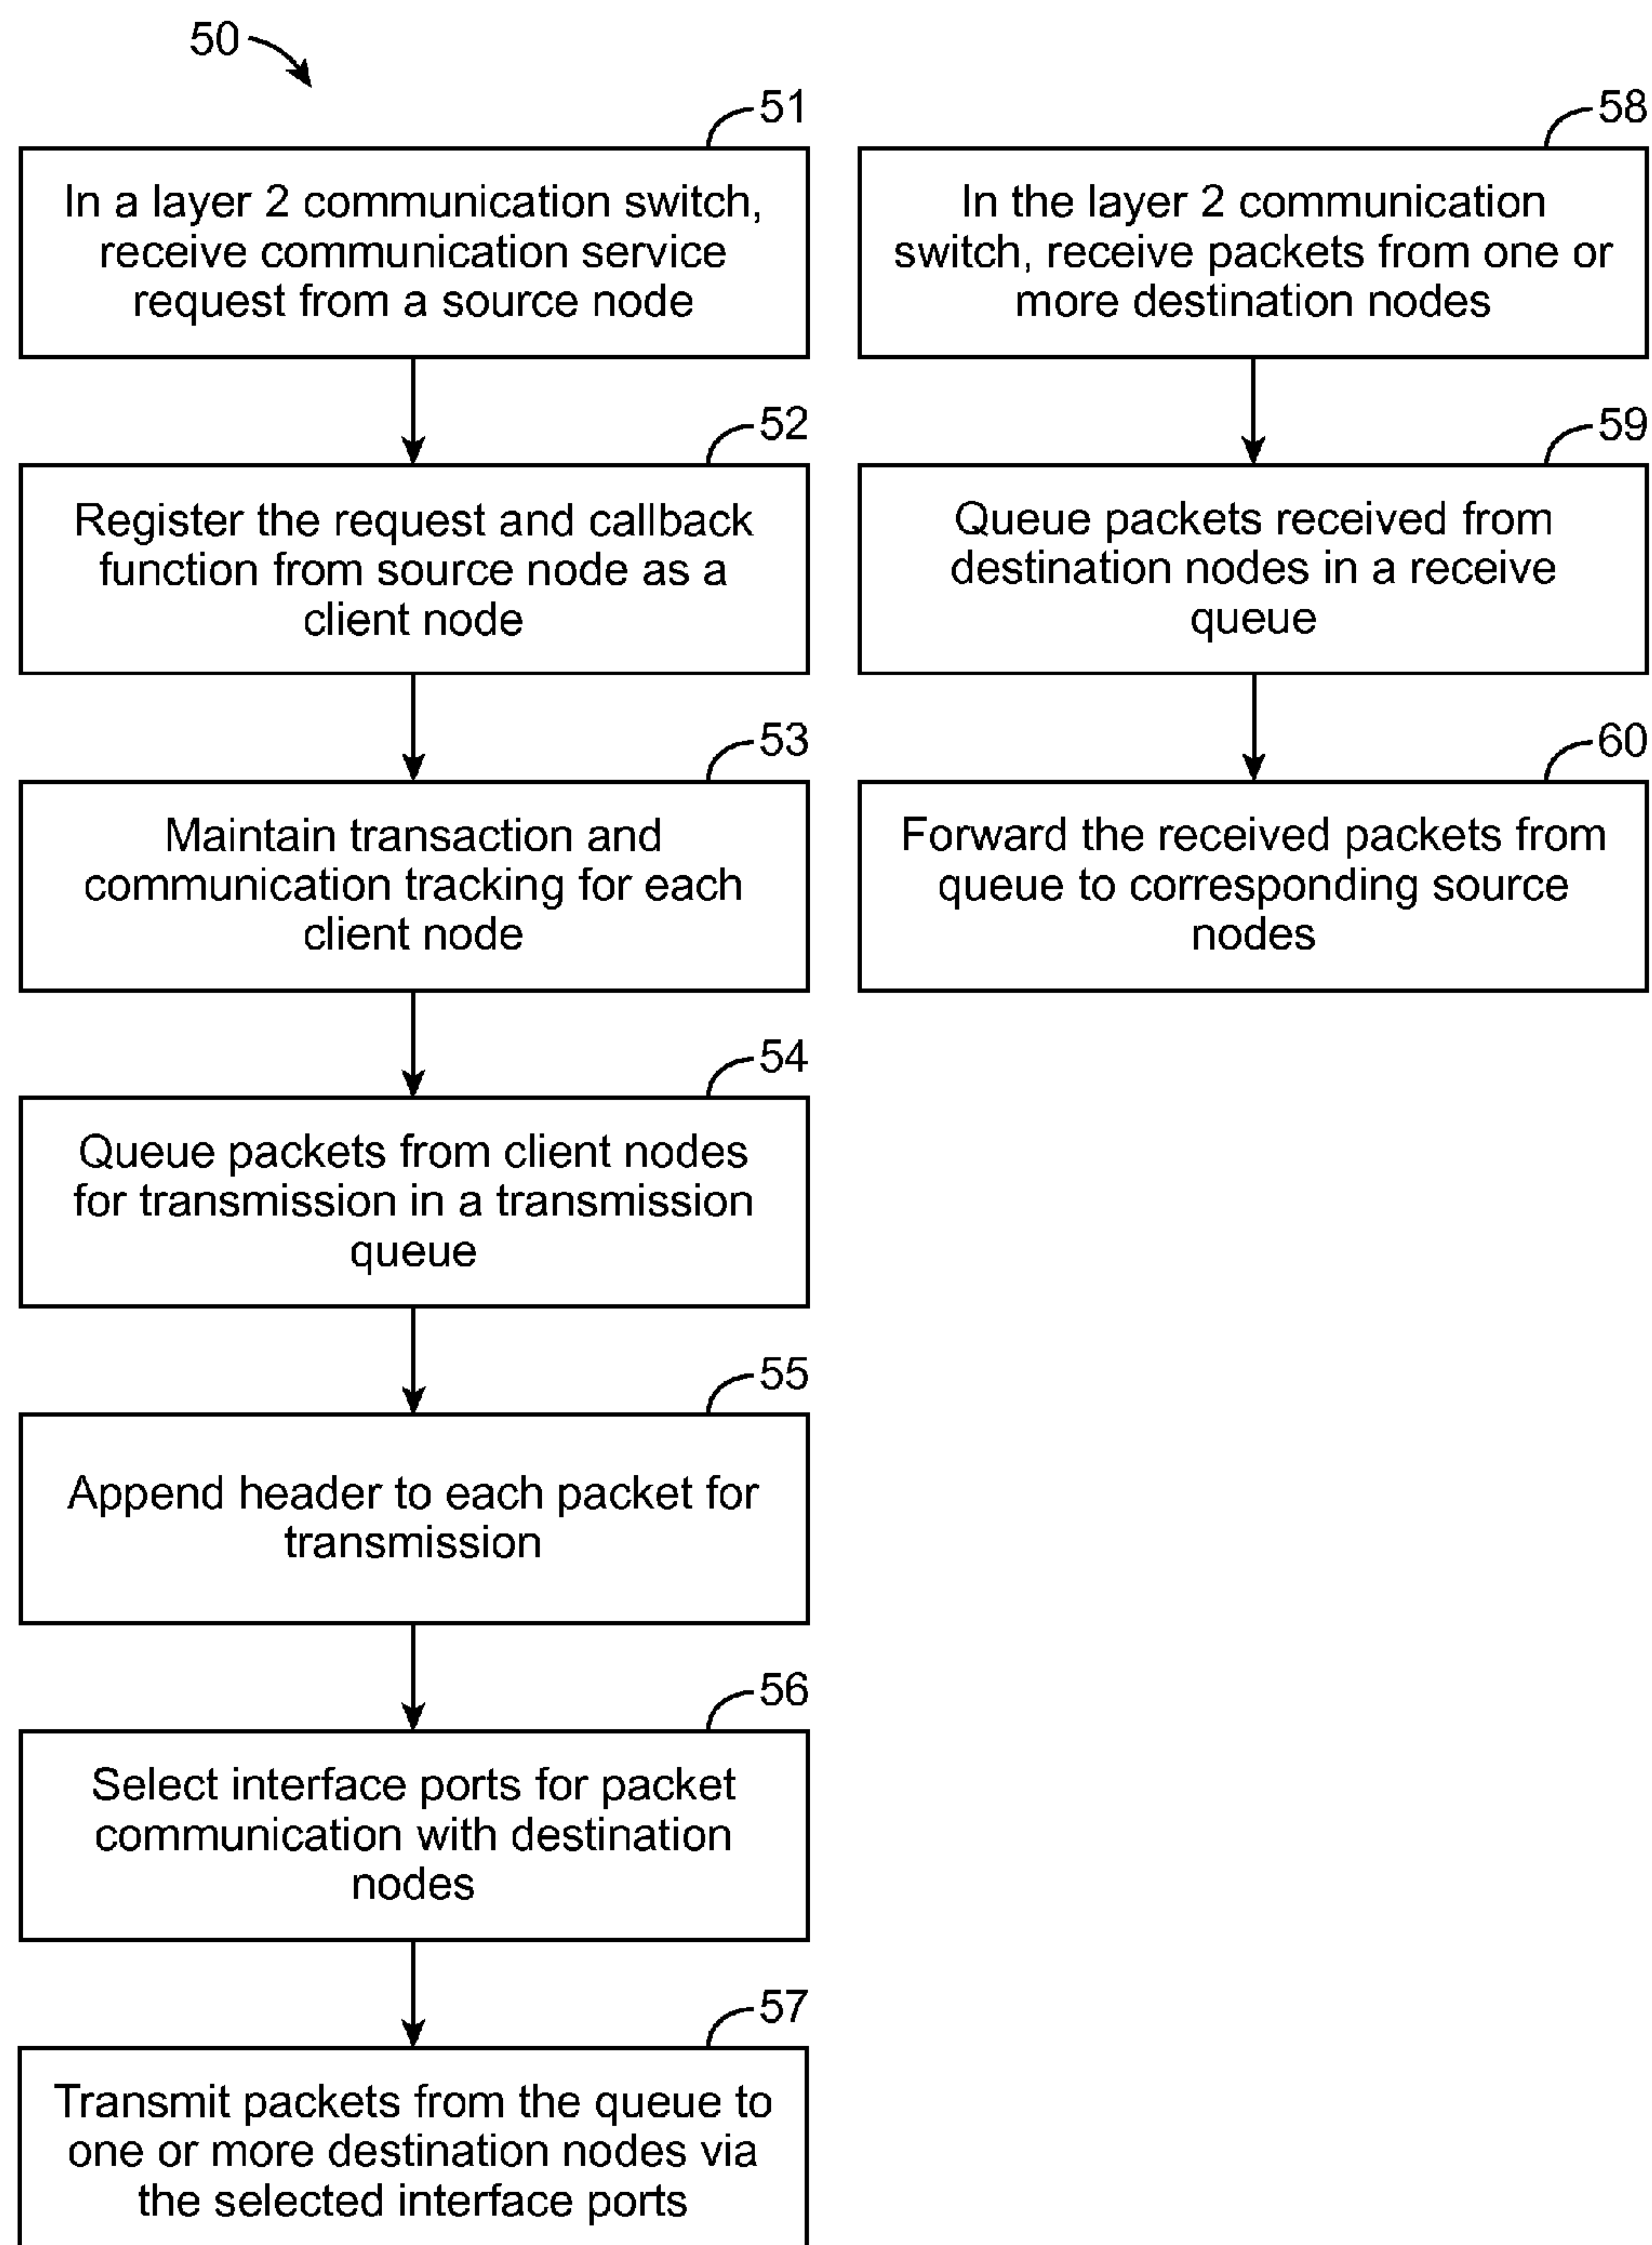 50
51
In a layer 2 communication switch,
receive communication service
request from a source node
52
Register the request and callback
function from source node as a
client node
53
Maintain transaction and
communication tracking for each
client node
54
Queue packets from client nodes
for transmission in a transmission
queue
55
Append header to each packet for
transmission
56
Select interface ports for packet
communication with destination
nodes
57
Transmit packets from the queue to
one or more destination nodes via
the selected interface ports
58
In the layer 2 communication
switch, receive packets from one or
more destination nodes
59
Queue packets received from
destination nodes in a receive
queue
60
Forward the received packets from
queue to corresponding source
nodes